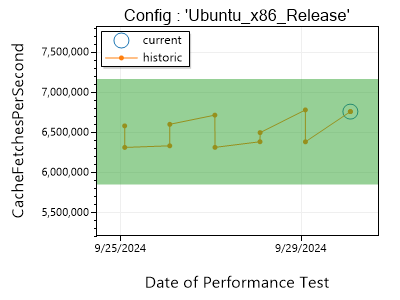 Config : 'Ubuntu_x86_Release'
current
historic
CacheFetchesPerSecond
7,500,000
7,000,000
6,500,000
6,000,000
5,500,000
9/25/2024
9/29/2024
Date of Performance Test